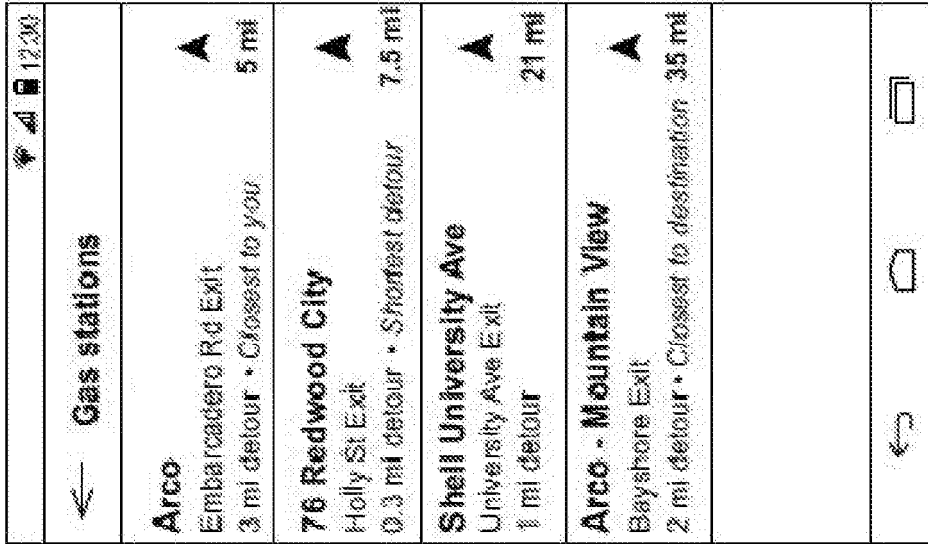 12:30
Gas stations
Arco
Embarcadero Rd Exit
3 mi detour • Closest to you 5 mi
76 Redwood City
Holly St Exit
0.3 mi detour • Shortest detour 7.5 mi
Shell University Ave
University Ave Exit
1 mi detour 21 mi
Arco - Mountain View
Bayshore Exit
2 mi detour • Closest to destination 35 mi